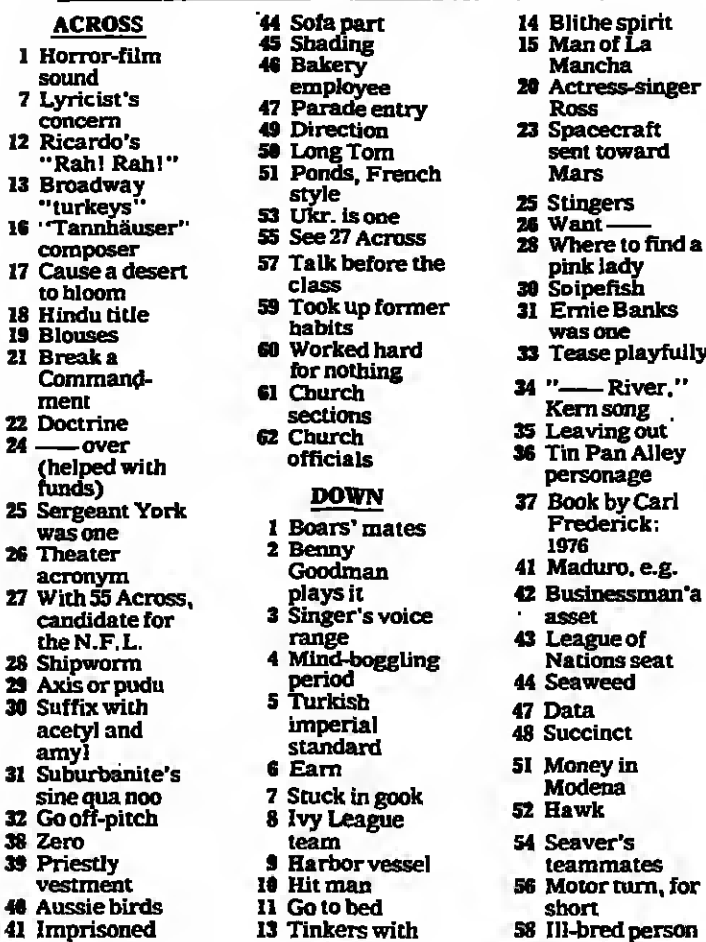 ACROSS
1 Horror-film
sound
7 Lyricist's
concern
12 Ricardo's
"Rah! Rah!"
13 Broadway
"turkeys"
16 "Tannhäuser"
composer
17 Cause a desert
to bloom
18 Hindu title
19 Blouses
21 Break a
Command-
ment
22 Doctrine
24 — over
(helped with
funds)
25 Sergeant York
was one
26 Theater
acronym
27 With 55 Across,
candidate for
the N.F.L.
28 Shipworm
29 Axis or pudu
30 Suffix with
acetyl and
amyl
31 Suburbanite's
sine qua noo
32 Go off-pitch
38 Zero
39 Priestly
vestment
40 Aussie birds
41 Imprisoned
44 Sofa part
45 Shading
46 Bakery
employee
47 Parade entry
49 Direction
50 Long Tom
51 Ponds, French
style
53 Ukr. is one
55 See 27 Across
57 Talk before the
class
59 Took up former
habits
60 Worked hard
for nothing
61 Church
sections
62 Church
officials
DOWN
1 Boars' mates
2 Benny
Goodman
plays it
3 Singer's voice
range
4 Mind-boggling
period
5 Turkish
imperial
standard
6 Earn
7 Stuck in gook
8 Ivy League
team
9 Harbor vessel
10 Hit man
11 Go to bed
13 Tinkers with
14 Blithe spirit
15 Man of La
Mancha
20 Actress-singer
Ross
23 Spacecraft
sent toward
Mars
25 Stingers
26 Want —
28 Where to find a
pink lady
30 Soipefish
31 Ernie Banks
was one
33 Tease playfully
34 "— River,"
Kern song
35 Leaving out
36 Tin Pan Alley
personage
37 Book by Carl
Frederick:
1976
41 Maduro, e.g.
42 Businessman'a
asset
43 League of
Nations seat
44 Seaweed
47 Data
48 Succinct
51 Money in
Modena
52 Hawk
54 Seaver's
teammates
56 Motor turn, for
short
58 Ill-bred person